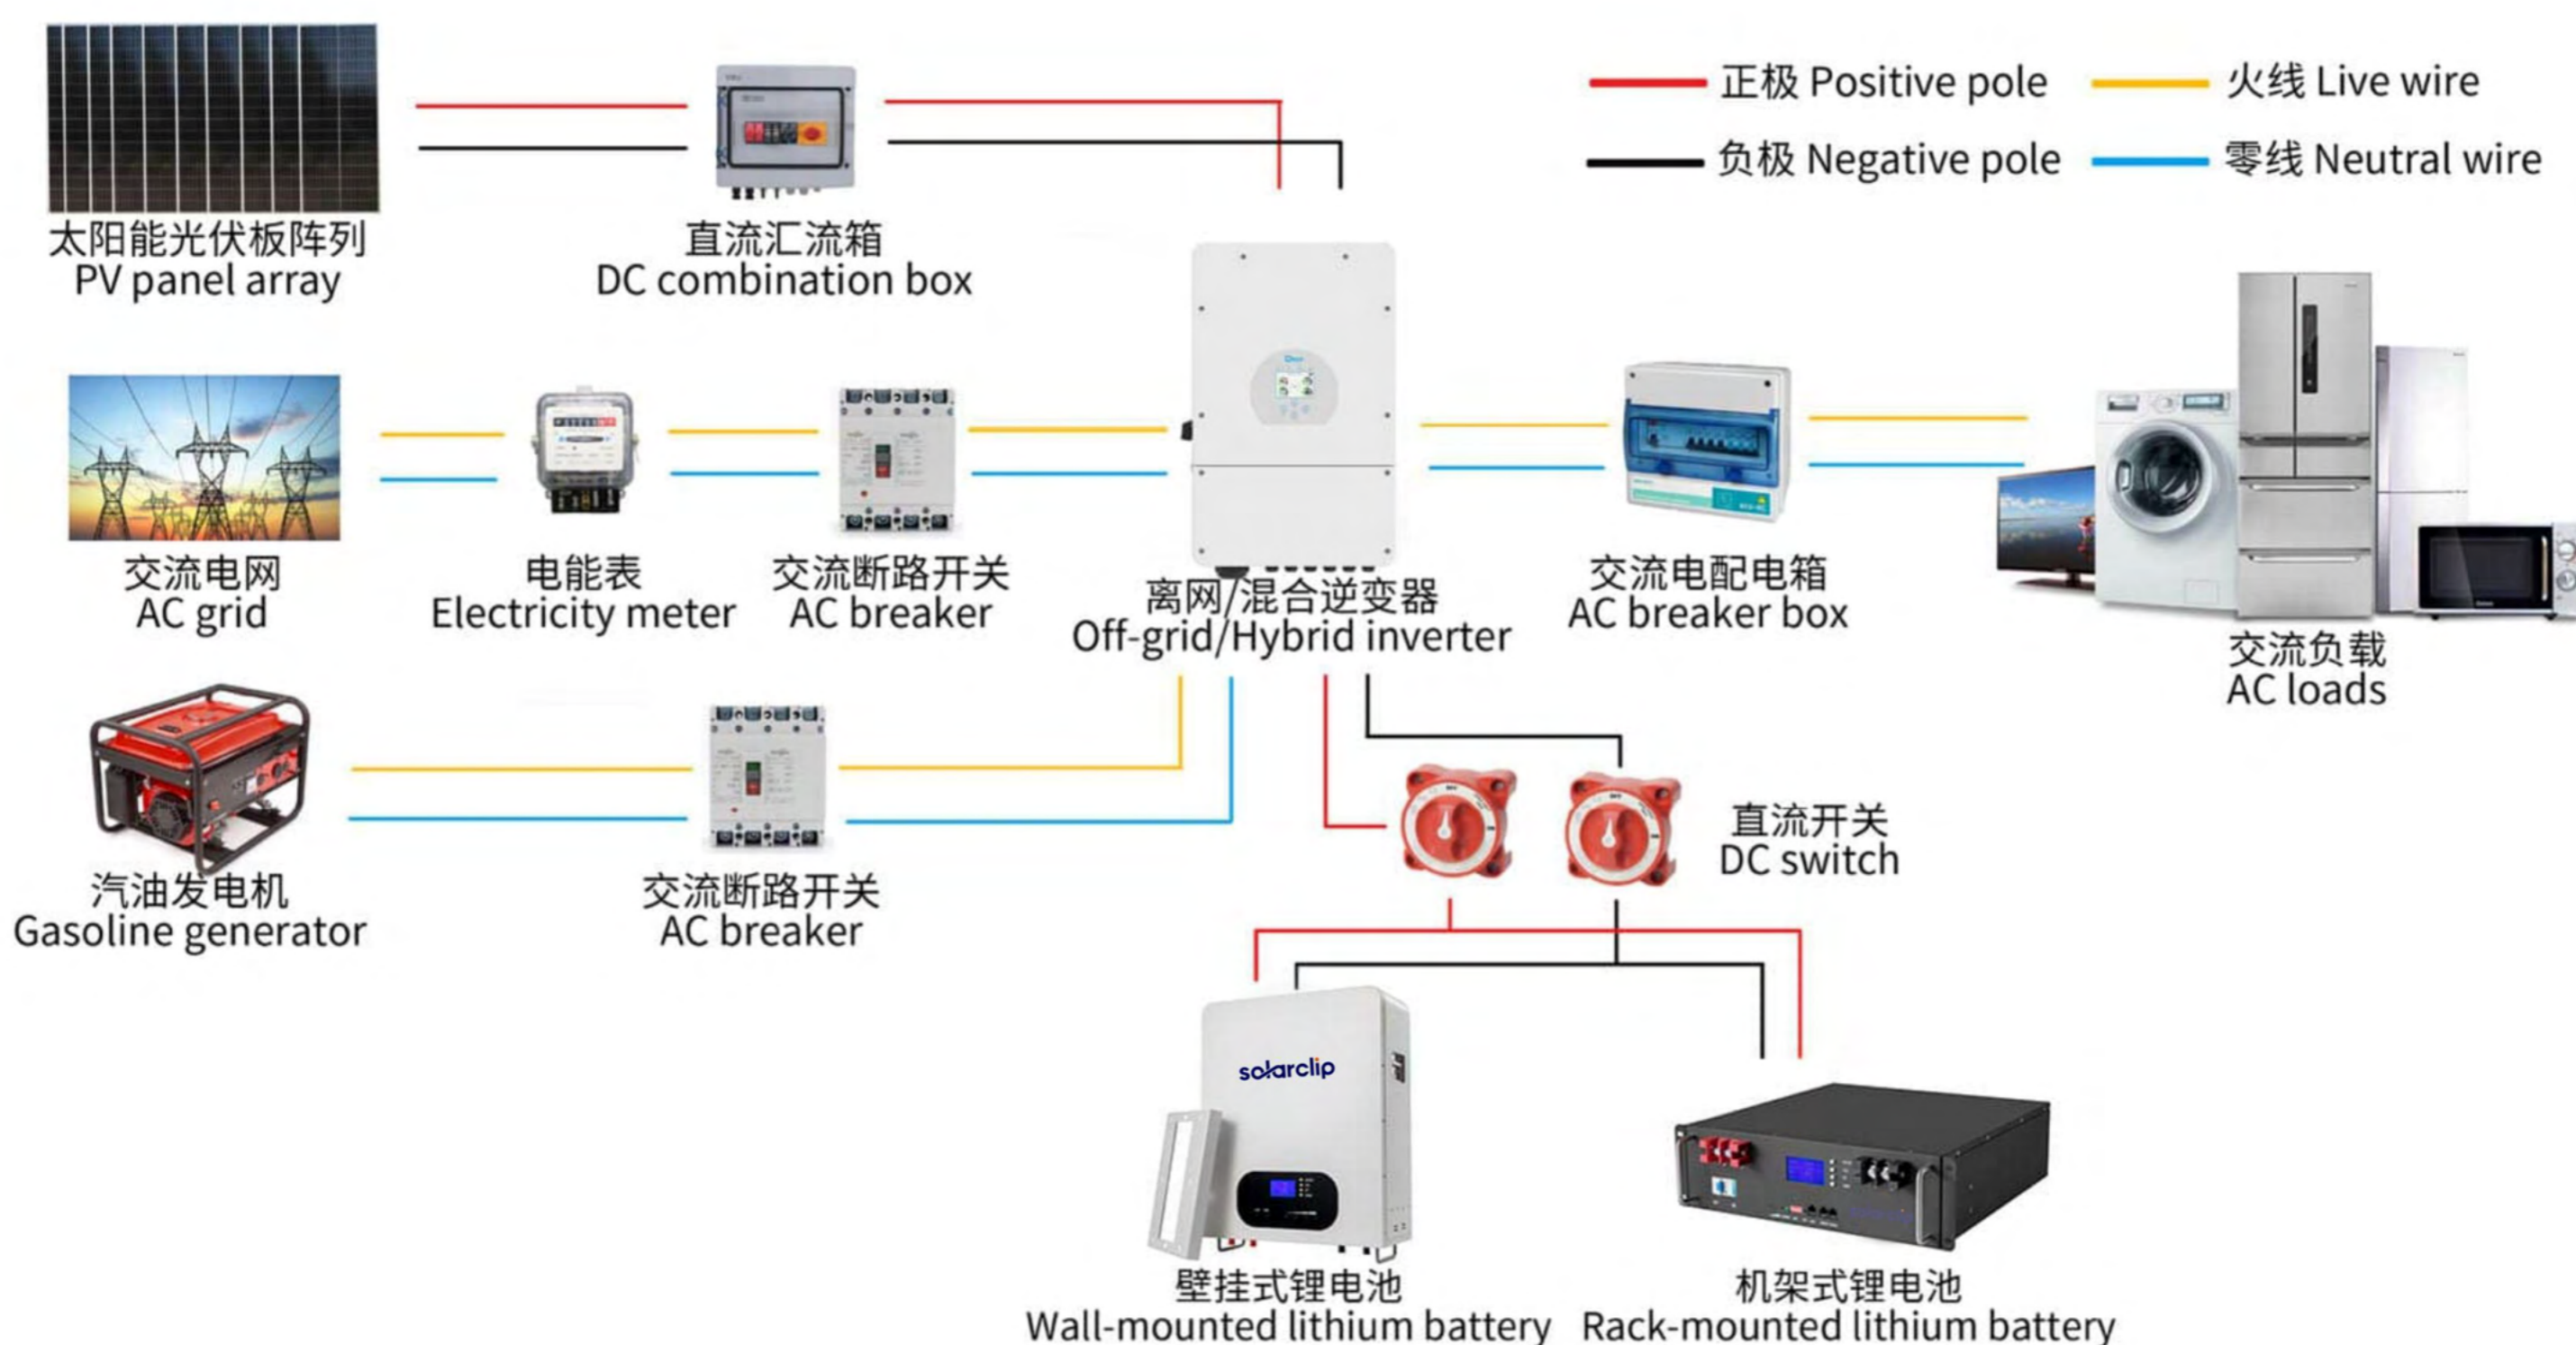 正极 Positive pole
火线 Live wire
负极 Negative pole
零线 Neutral wire
太阳能光伏板阵列
PV panel array
直流汇流箱
DC combination box
交流电网
AC grid
电能表
Electricity meter
交流断路开关
AC breaker
离网/混合逆变器
Off-grid/Hybrid inverter
交流电配电箱
AC breaker box
交流负载
AC loads
汽油发电机
Gasoline generator
交流断路开关
AC breaker
直流开关
DC switch
solarclip
壁挂式锂电池
Wall-mounted lithium battery
机架式锂电池
Rack-mounted lithium battery